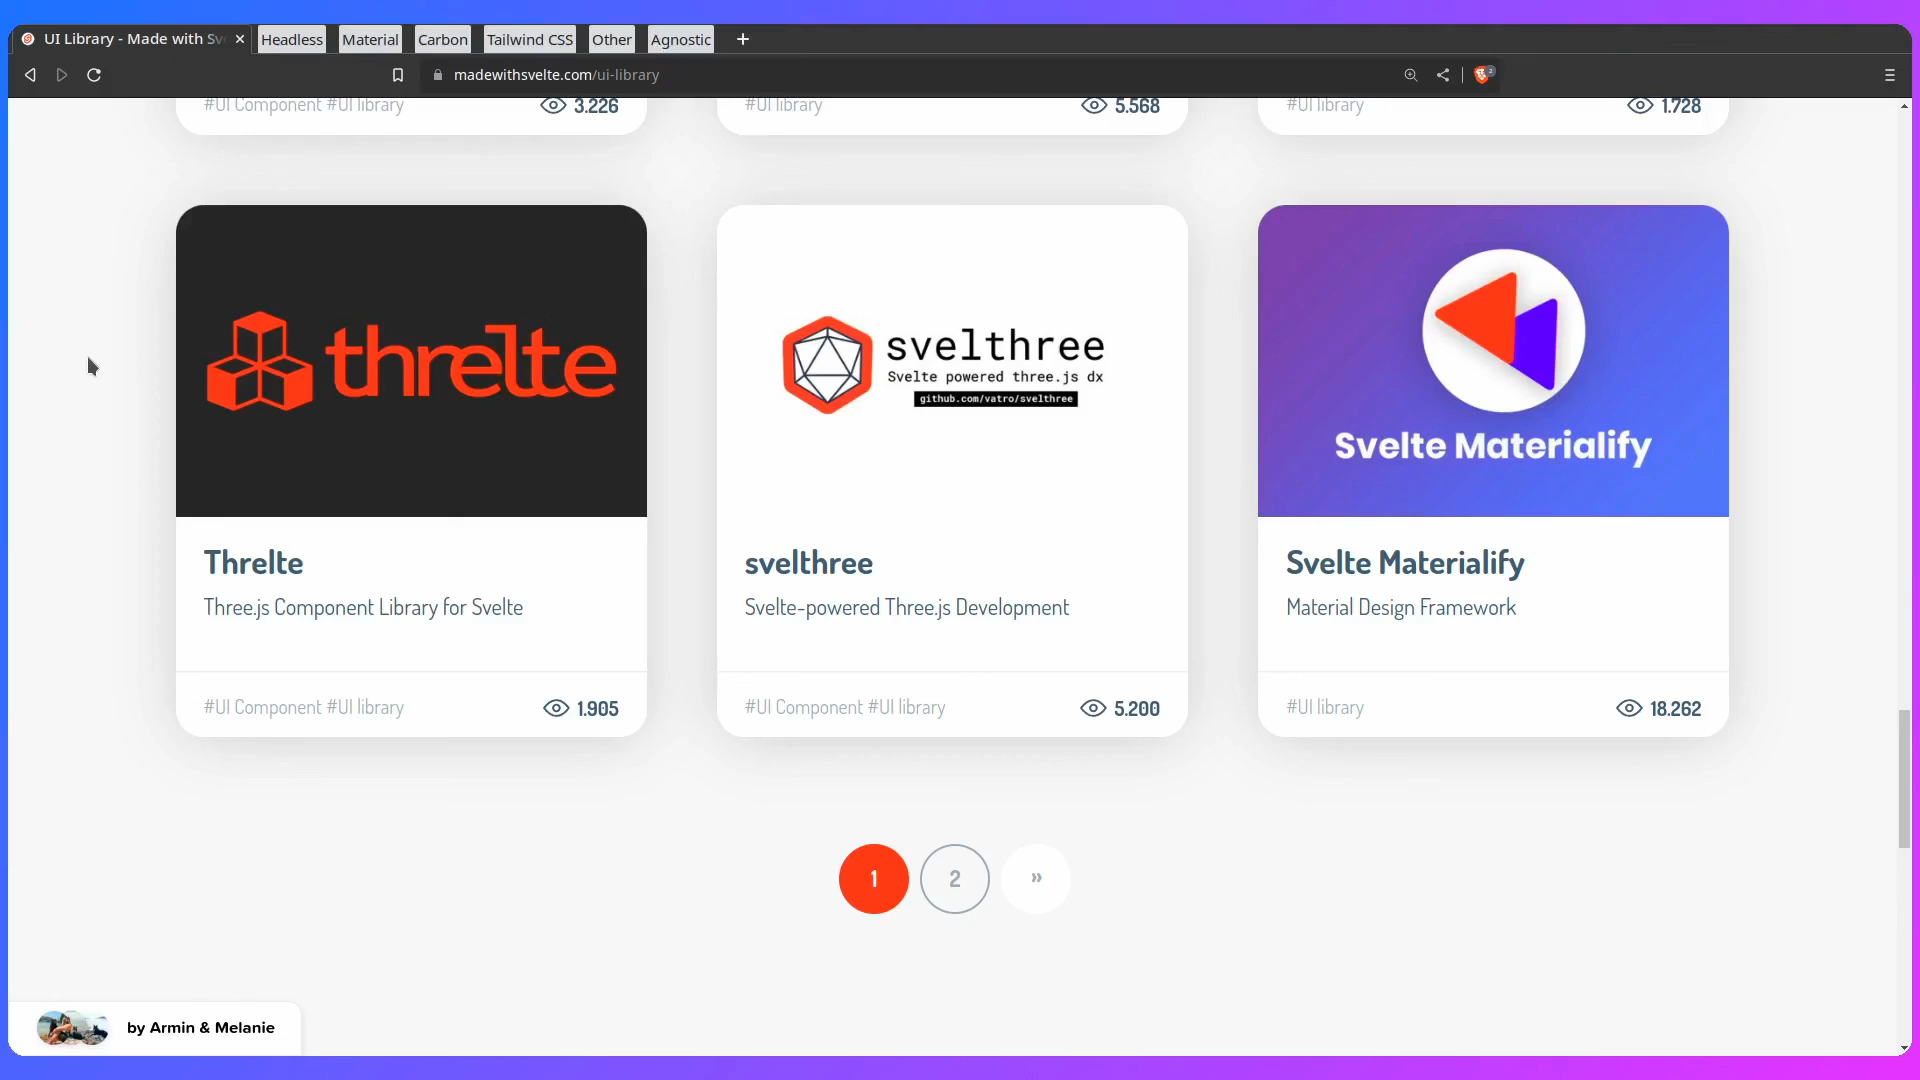 UI Library - Made with Sv
Headless
Material
Carbon
Tailwind CSS
Other
Agnostic
madewithsvelte.com/ui-library
2
#UI Component #UI library
3.226
#UI library
5.568
#UI library
1.728
threlte
svelthree
Svelte powered three.js dx
github.com/vatro/svelthree
Svelte Materialify
Threlte
Three.js Component Library for Svelte
#UI Component #UI library
1.905
svelthree
Svelte-powered Three.js Development
#UI Component #UI library
5.200
Svelte Materialify
Material Design Framework
#UI library
18.262
1
2
»
by Armin & Melanie